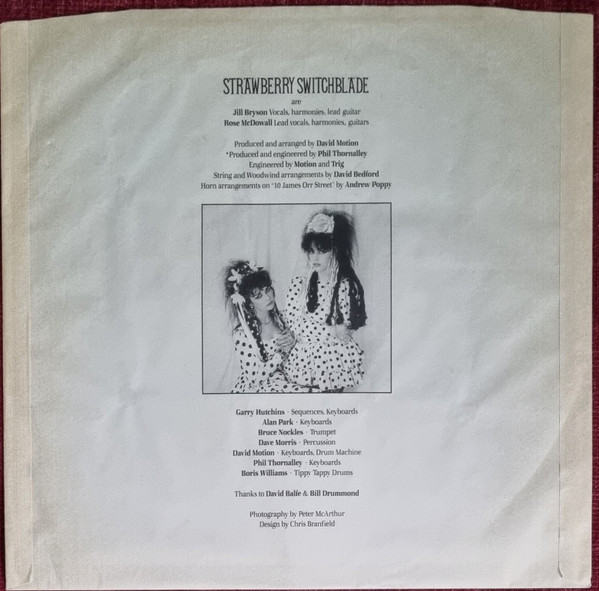 STRAWBERRY SWITCHBLADE
are
Jill Bryson Vocals, harmonies, lead guitar
Rose McDowall Lead vocals, harmonies, guitars
Produced and arranged by David Motion
*Produced and engineered by Phil Thornalley
Engineered by Motion and Trig
String and Woodwind arrangements by David Bedford
Horn arrangements on '10 James Orr Street' by Andrew Poppy
Garry Hutchins · Sequences, Keyboards
Alan Park · Keyboards
Bruce Nockles · Trumpet
Dave Morris · Percussion
David Motion · Keyboards, Drum Machine
Phil Thornalley · Keyboards
Boris Williams · Tippy Tappy Drums
Thanks to David Balfe & Bill Drummond
Photography by Peter McArthur
Design by Chris Branfield